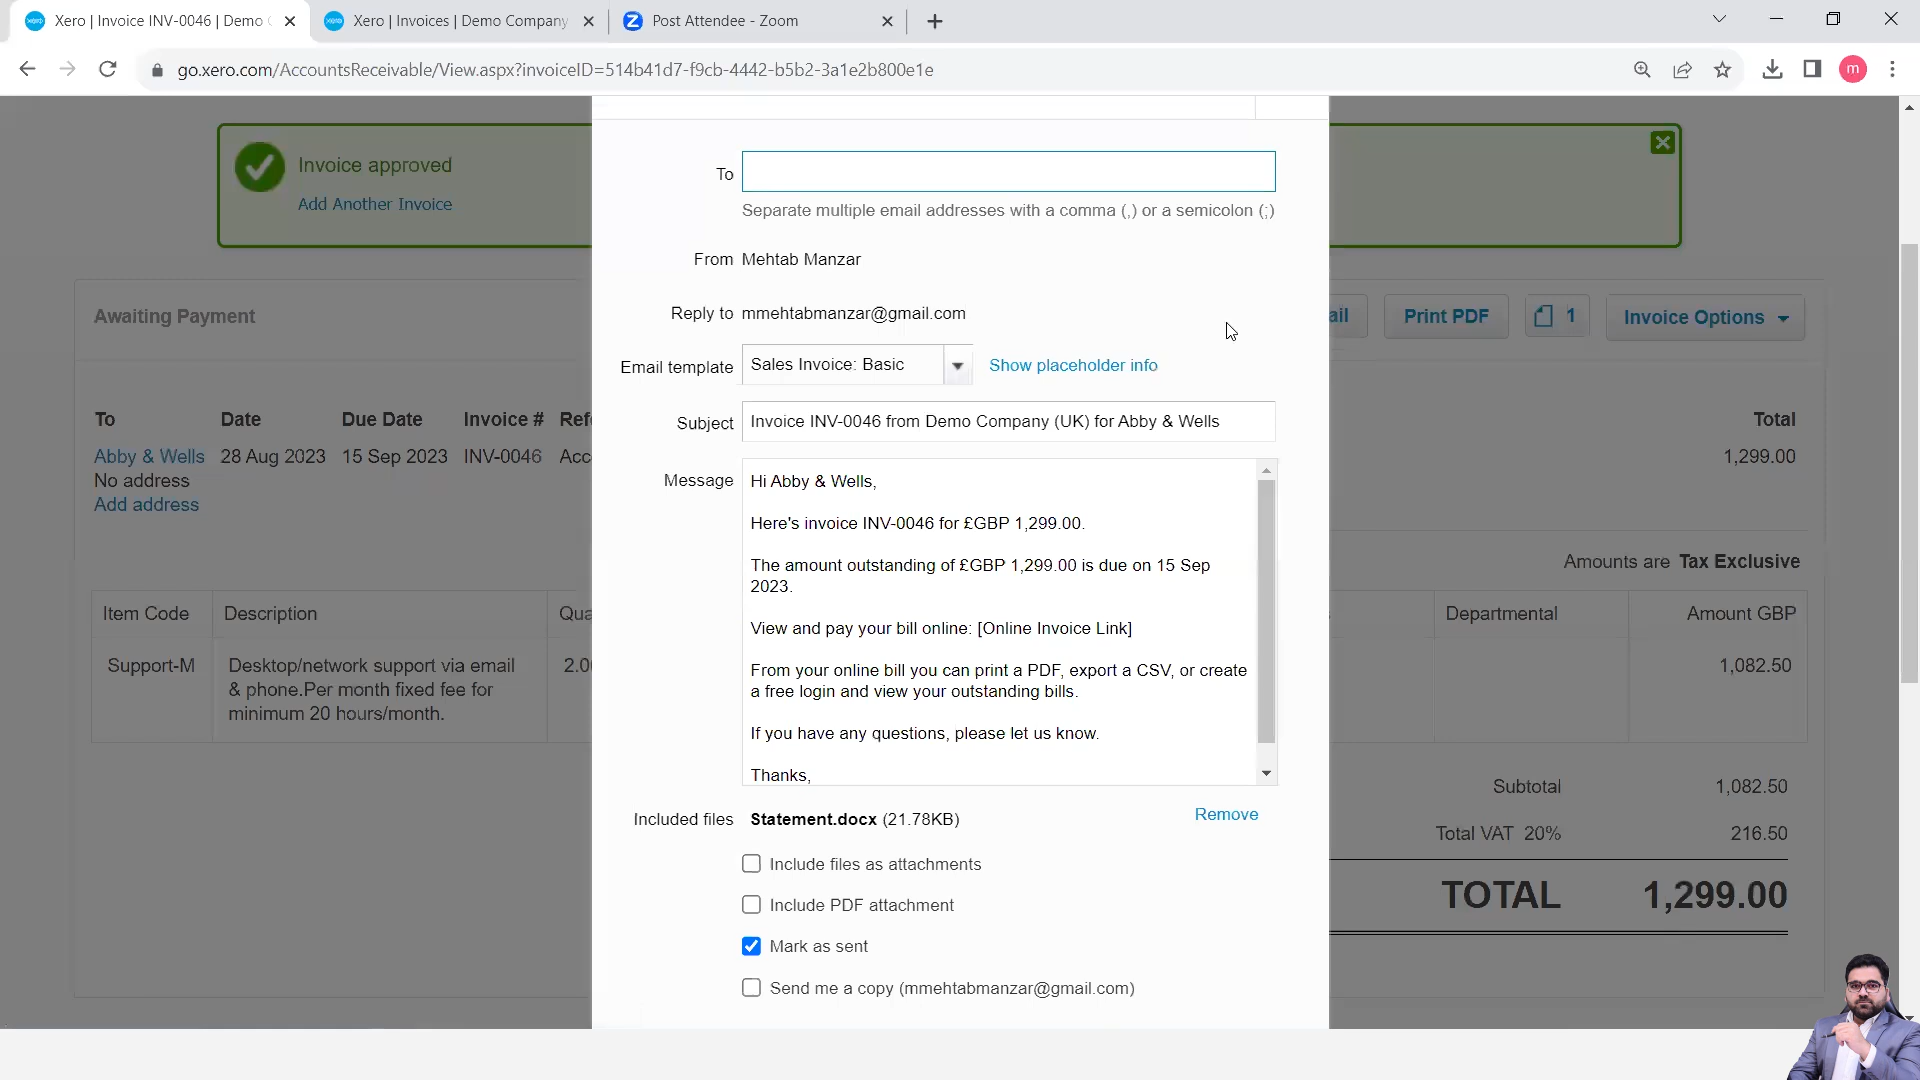 Xero | Invoice INV-0046 | Demo
Xero | Invoices | Demo Company
Post Attendee - Zoom
go.xero.com/AccountsReceivable/View.aspx?invoiceID=514b41d7-f9cb-4442-b5b2-3a1e2b800e1e
m
Invoice approved
Add Another Invoice
To
Separate multiple email addresses with a comma (,) or a semicolon (;)
From Mehtab Manzar
Reply to mmehtabmanzar@gmail.com
Awaiting Payment
Print PDF
1
Invoice Options
Email template Sales Invoice: Basic Show placeholder info
To Date Due Date Invoice #
Total
Subject Invoice INV-0046 from Demo Company (UK) for Abby & Wells
Abby & Wells 28 Aug 2023 15 Sep 2023 INV-0046
1,299.00
No address
Add address
Message Hi Abby & Wells,
Here's invoice INV-0046 for £GBP 1,299.00.
The amount outstanding of £GBP 1,299.00 is due on 15 Sep
2023.
View and pay your bill online: [Online Invoice Link]
From your online bill you can print a PDF, export a CSV, or create
a free login and view your outstanding bills.
If you have any questions, please let us know.
Thanks,
Amounts are Tax Exclusive
Item Code Description
Departmental Amount GBP
Support-M Desktop/network support via email
& phone.Per month fixed fee for
minimum 20 hours/month.
1,082.50
Subtotal 1,082.50
Total VAT 20% 216.50
TOTAL 1,299.00
Included files Statement.docx (21.78KB) Remove
Include files as attachments
Include PDF attachment
Mark as sent
Send me a copy (mmehtabmanzar@gmail.com)